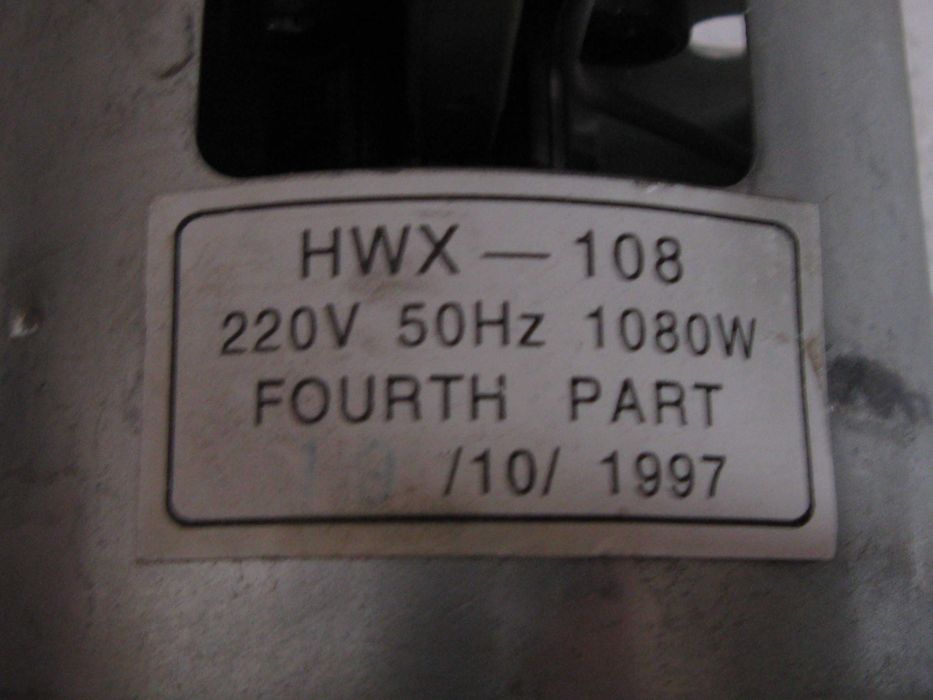 HWX — 108
220V 50Hz 1080W
FOURTH PART
/10/ 1997